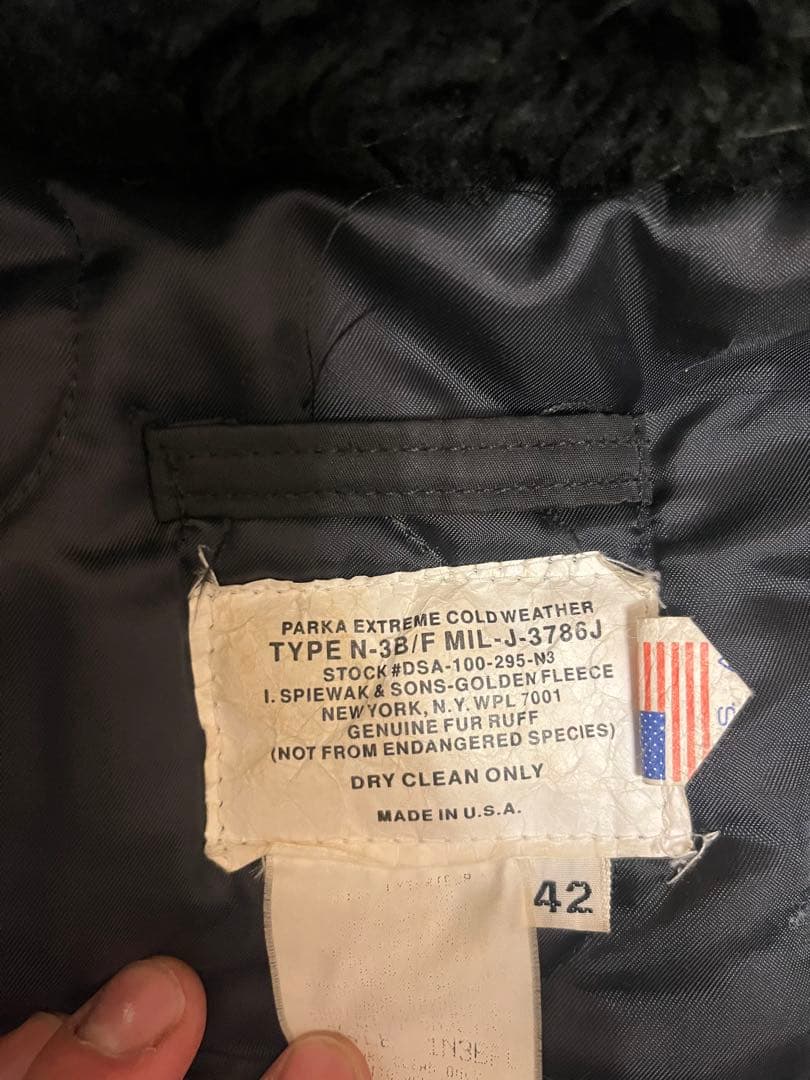 PARKA EXTREME COLD WEATHER
TYPE N-3B/F MIL-J-3786J
STOCK #DSA-100-295-N3
I. SPIEWAK & SONS-GOLDEN FLEECE
NEW YORK, N.Y. WPL 7001
GENUINE FUR RUFF
(NOT FROM ENDANGERED SPECIES)
DRY CLEAN ONLY
MADE IN U.S.A.
42